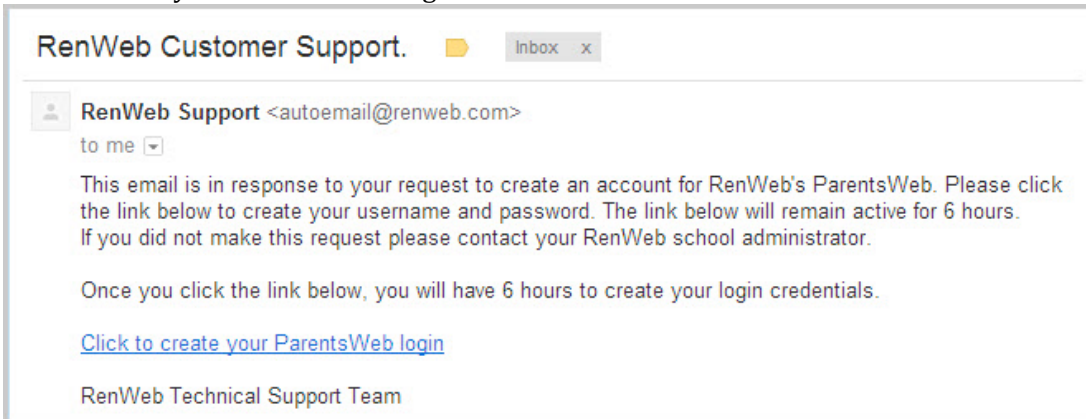 RenWeb Customer Support.
Inbox x
RenWeb Support <autoemail@renweb.com>
to me
This email is in response to your request to create an account for RenWeb's ParentsWeb. Please click
the link below to create your username and password. The link below will remain active for 6 hours.
If you did not make this request please contact your RenWeb school administrator.
Once you click the link below, you will have 6 hours to create your login credentials.
Click to create your ParentsWeb login
RenWeb Technical Support Team